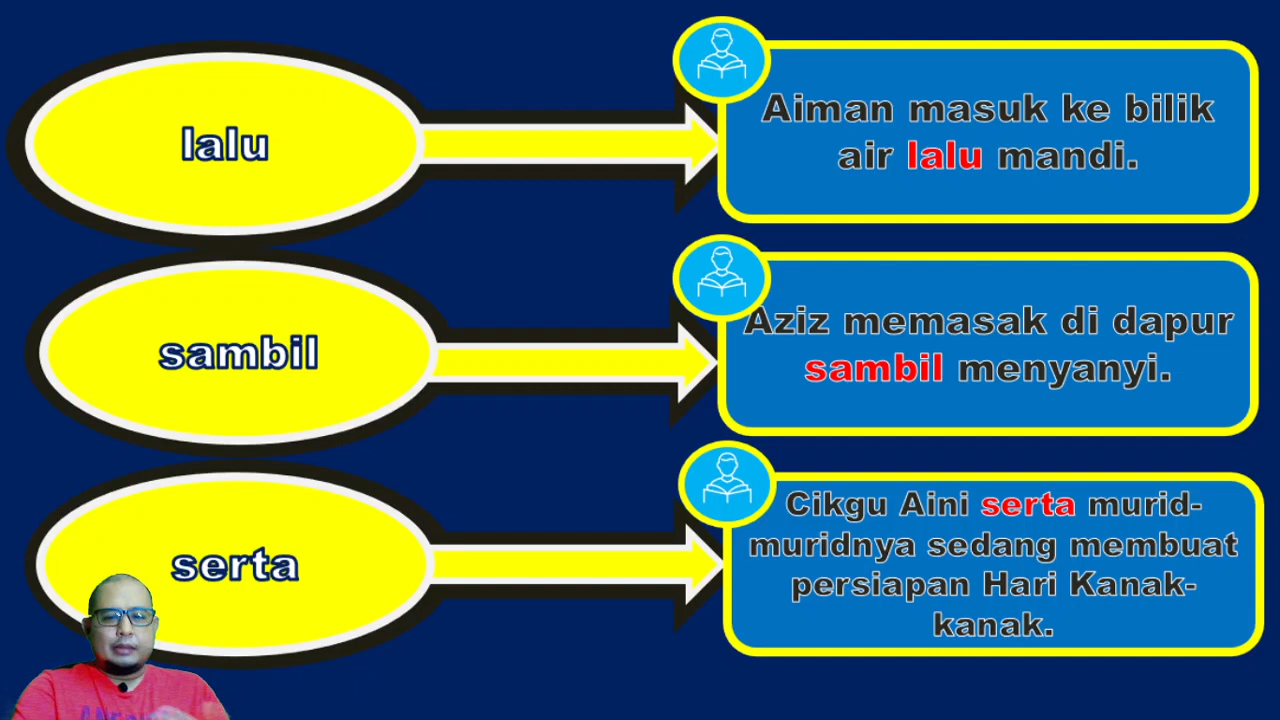 lalu
Aiman masuk ke bilik
air lalu mandi.
sambil
Aziz memasak di dapur
sambil menyanyi.
serta
Cikgu Aini serta murid-
muridnya sedang membuat
persiapan Hari Kanak-
kanak.